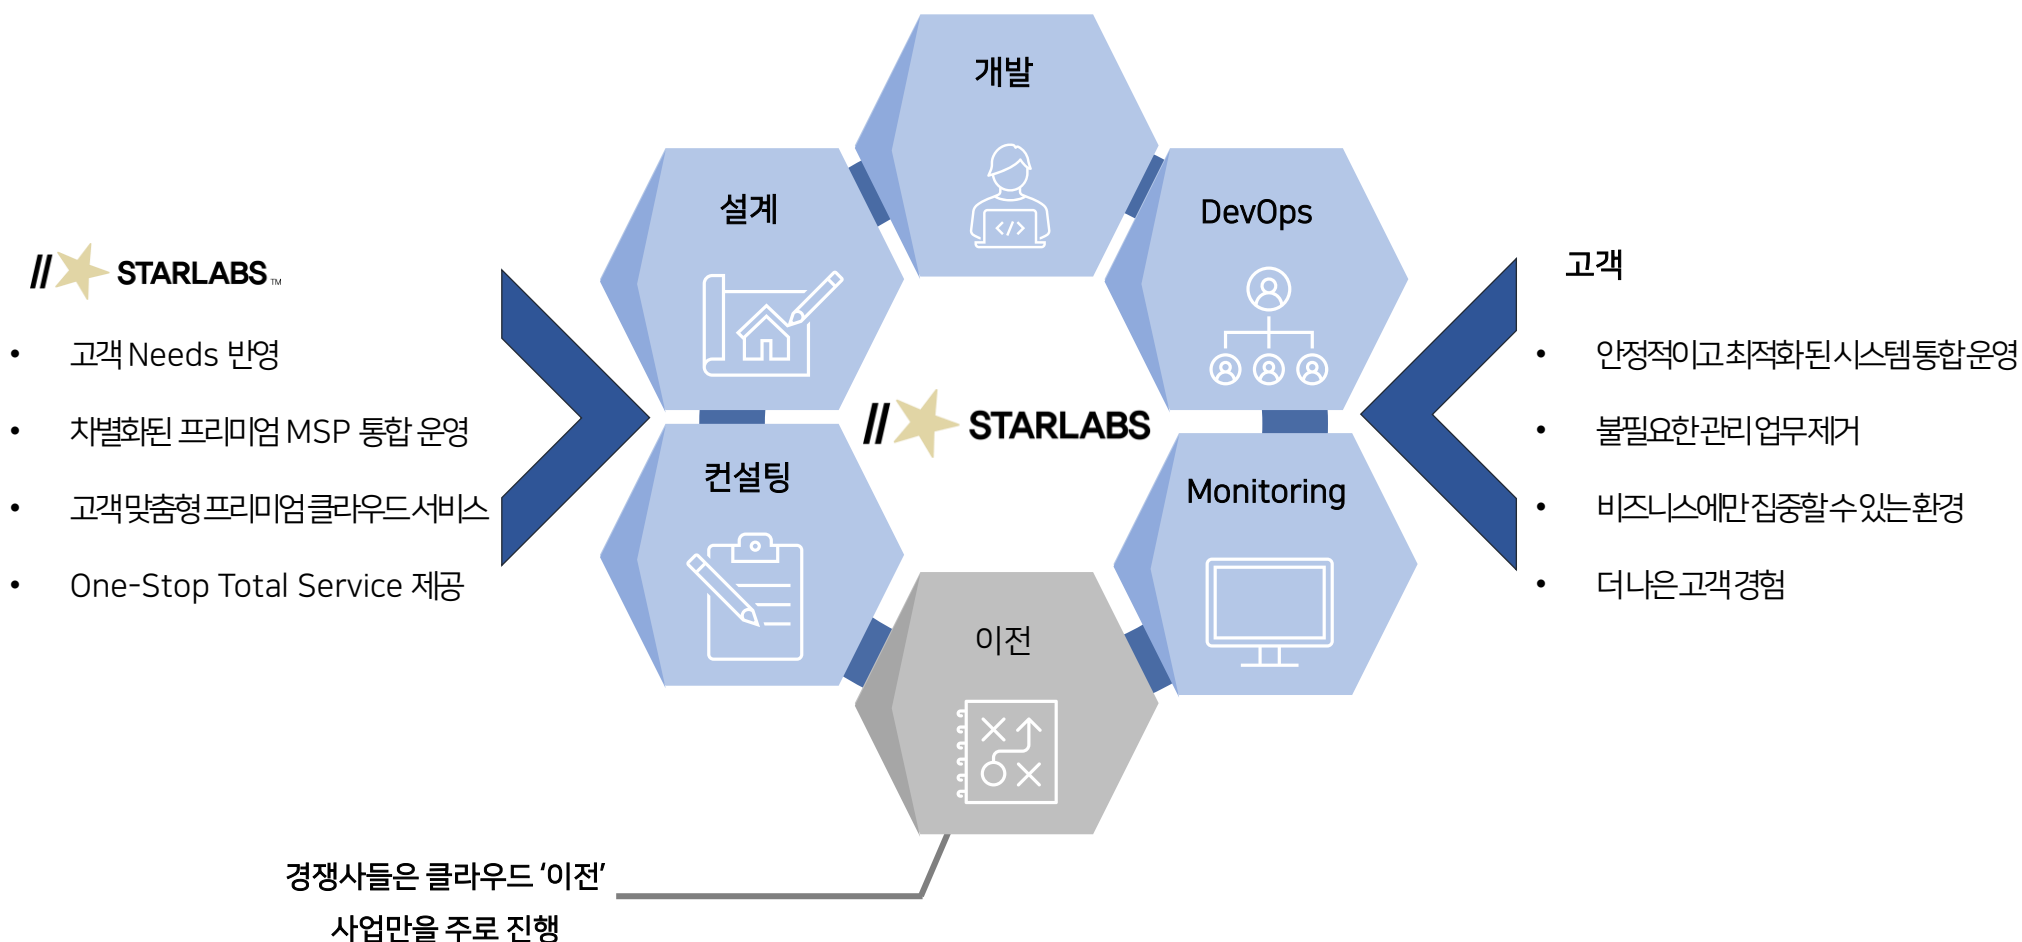 개발
설계
DevOps
// STARLABS™
고객 Needs 반영
차별화된 프리미엄 MSP 통합 운영
고객 맞춤형 프리미엄 클라우드 서비스
One-Stop Total Service 제공
// STARLABS
컨설팅
Monitoring
이전
고객
안정적이고 최적화 된 시스템 통합 운영
불필요한 관리 업무 제거
비즈니스에만 집중할 수 있는 환경
더 나은 고객 경험
경쟁사들은 클라우드 ‘이전’
사업만을 주로 진행